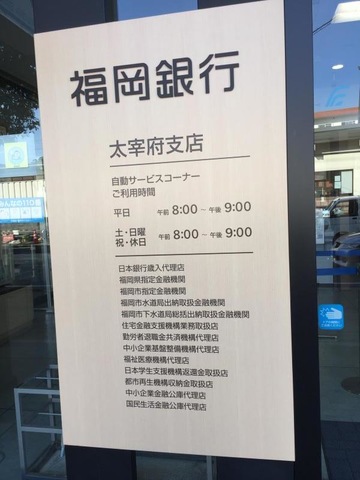 福岡銀行
太宰府支店
自動サービスコーナー
ご利用時間
平日 午前 8:00 ~ 午後 9:00
土・日曜 祝・休日 午前 8:00 ~ 午後 9:00
日本銀行歳入代理店
福岡県指定金融機関
福岡市指定金融機関
福岡市水道局出納取扱金融機関
福岡市下水道局総括出納取扱金融機関
住宅金融支援機構業務取扱店
勤労者退職金共済機構代理店
中小企業基盤整備機構代理店
福祉医療機構代理店
日本学生支援機構返還金取扱店
都市再生機構収納金取扱店
中小企業金融公庫代理店
国民生活金融公庫代理店
みんなの110番